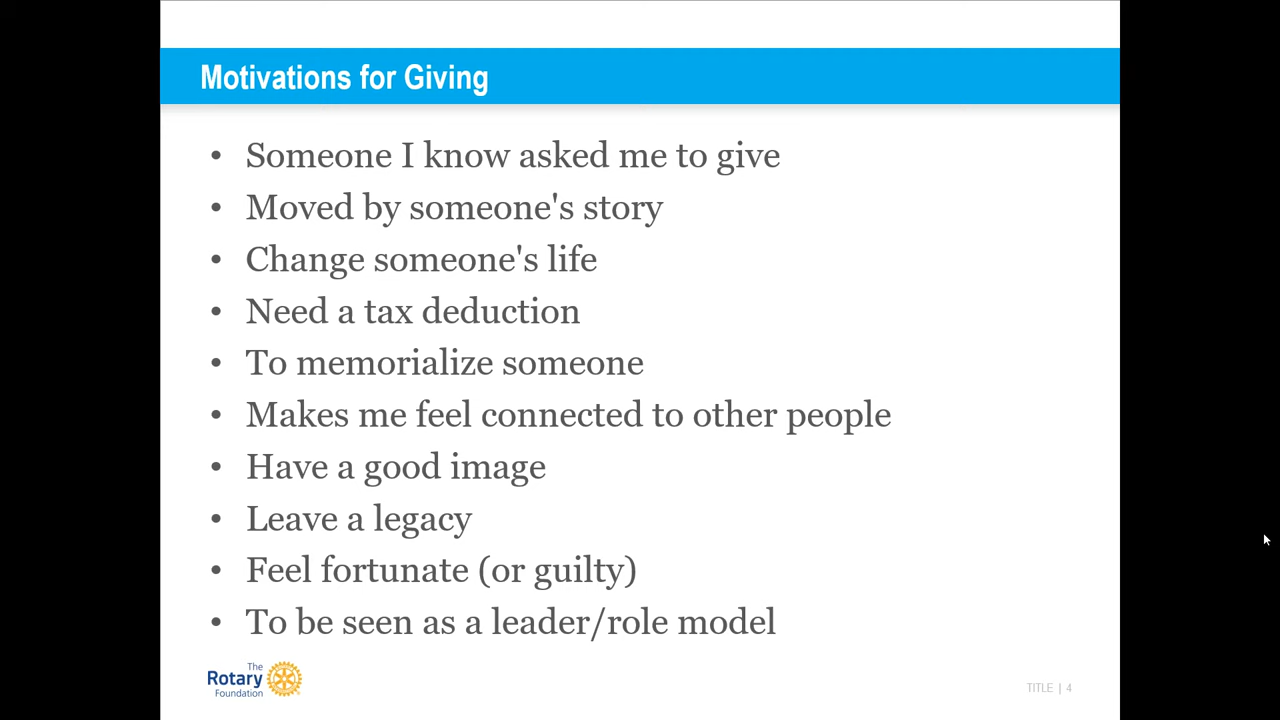 Motivations for Giving
• Someone I know asked me to give
• Moved by someone's story
• Change someone's life
• Need a tax deduction
• To memorialize someone
• Makes me feel connected to other people
• Have a good image
• Leave a legacy
• Feel fortunate (or guilty)
• To be seen as a leader/role model
The
Rotary
Foundation
TITLE | 4